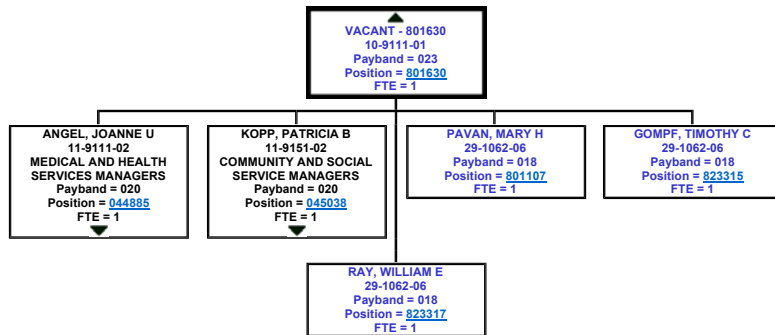 VACANT - 801630
10-9111-01
Payband = 023
Position = 801630
FTE = 1
ANGEL, JOANNE U
11-9111-02
MEDICAL AND HEALTH
SERVICES MANAGERS
Payband = 020
Position = 044885
FTE = 1
KOPP, PATRICIA B
11-9151-02
COMMUNITY AND SOCIAL
SERVICE MANAGERS
Payband = 020
Position = 045038
FTE = 1
PAVAN, MARY H
29-1062-06
Payband = 018
Position = 801107
FTE = 1
GOMPF, TIMOTHY C
29-1062-06
Payband = 018
Position = 823315
FTE = 1
RAY, WILLIAM E
29-1062-06
Payband = 018
Position = 823317
FTE = 1